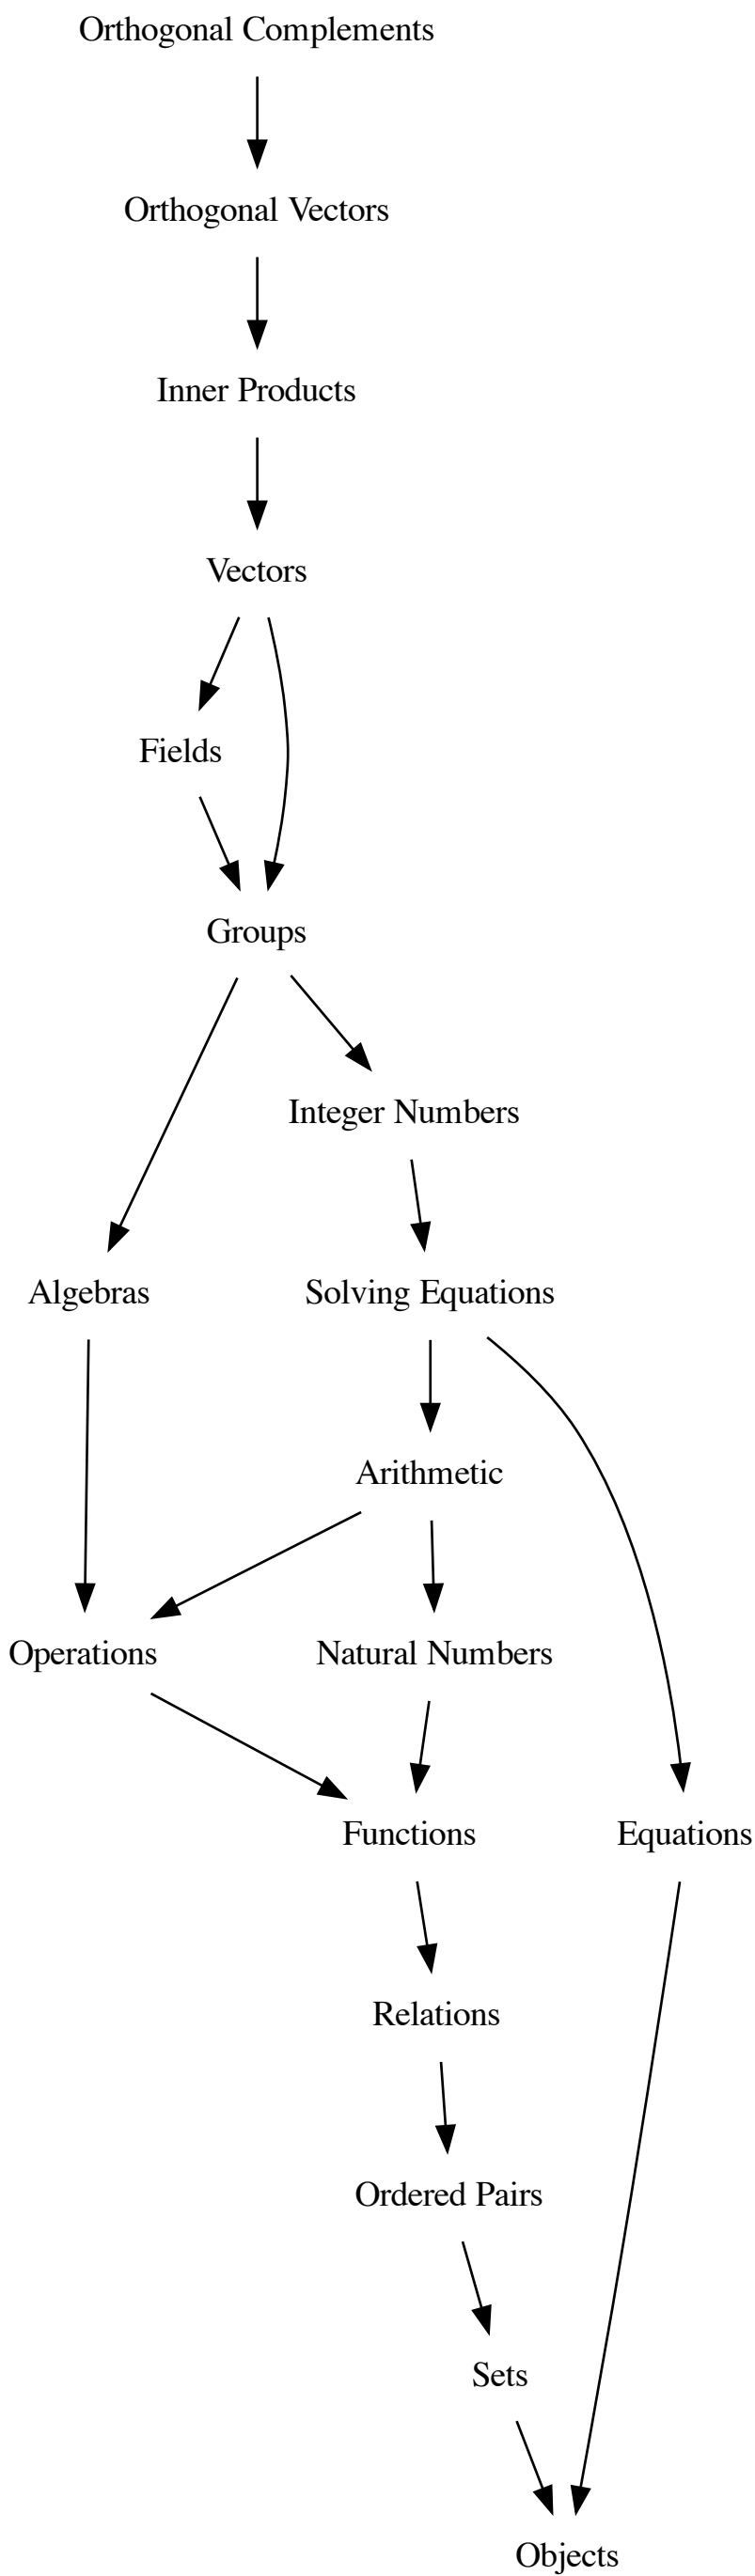 Orthogonal Complements
Orthogonal Vectors
Inner Products
Vectors
Fields
Groups
Integer Numbers
Algebras
Solving Equations
Arithmetic
Operations
Natural Numbers
Functions
Equations
Relations
Ordered Pairs
Sets
Objects